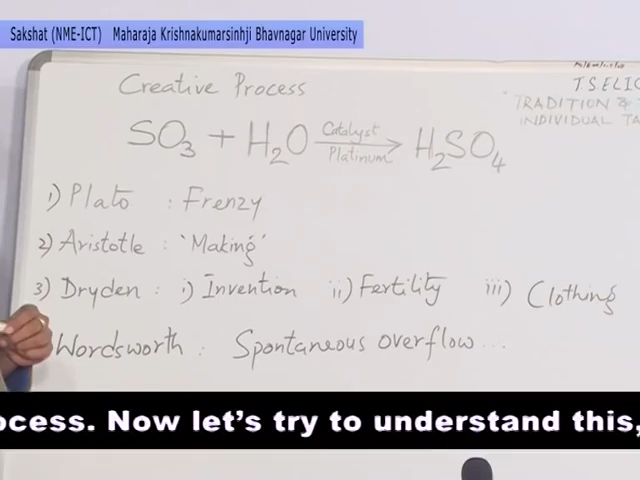 Sakshat (NME-ICT) Maharaja Krishnakumarsinhji Bhavnagar University
Creative Process
T.S.ELIO
TRADITION &
INDIVIDUAL TA
SO3 + H2O Catalyst Platinum → H2SO4
1) Plato : Frenzy
2) Aristotle : 'Making'
3) Dryden : i) Invention ii) Fertility iii) Clothing
Wordsworth : Spontaneous overflow...
ocess. Now let's try to understand this,